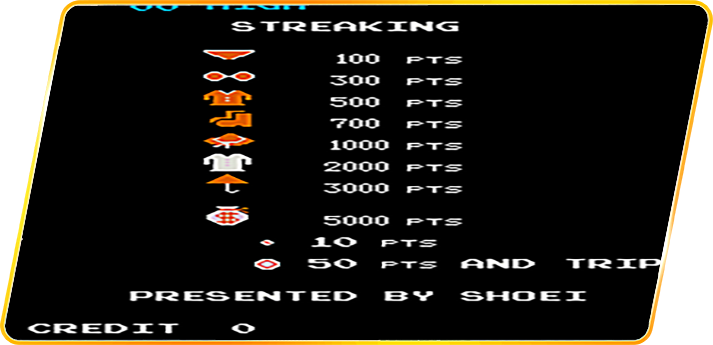 STREAKING
100 PTS
300 PTS
500 PTS
700 PTS
1000 PTS
2000 PTS
3000 PTS
5000 PTS
10 PTS
50 PTS AND TRIP
PRESENTED BY SHOEI
CREDIT 0